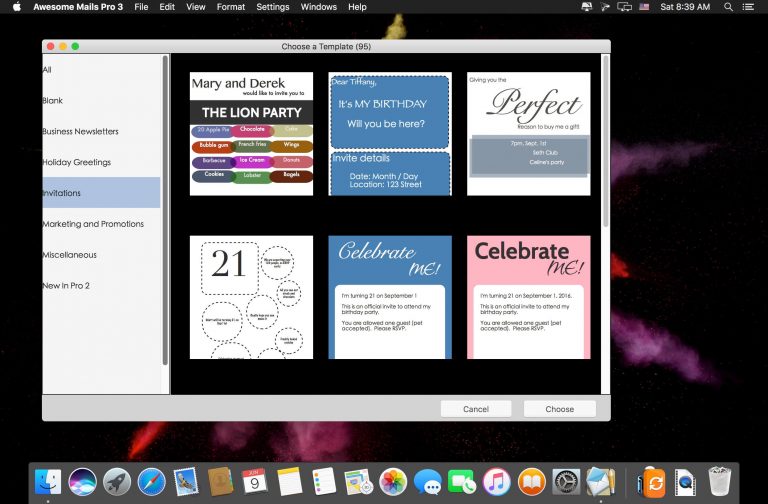 Awesome Mails Pro 3 File Edit View Format Settings Windows Help Sat 8:39 AM
Choose a Template (95)
All
Blank
Business Newsletters
Holiday Greetings
Invitations
Marketing and Promotions
Miscellaneous
New In Pro 2
Mary and Derek
would like to invite you to
THE LION PARTY
20 Apple Pie Chocolate Cake
Bubble gum French fries Wings
Barbecue Ice Cream Donuts
Cookies Lobster Bagels
Dear Tiffany,
It's MY BIRTHDAY
Will you be here?
Invite details
Date: Month / Day
Location: 123 Street
Giving you the
Perfect
Reason to buy me a gift!
7pm, Sept. 1st
Seth Club
Celine's party
21
Celebrate
ME!
I'm turning 21 on September 1
This is an official invite to attend my
birthday party.
You are allowed one guest (pet
accepted). Please RSVP.
Celebrate
ME!
I'm turning 21 on September 1, 2016.
This is an official invite to attend my
birthday party.
You are allowed one guest (pet
accepted). Please RSVP.
Cancel
Choose
JUN
9